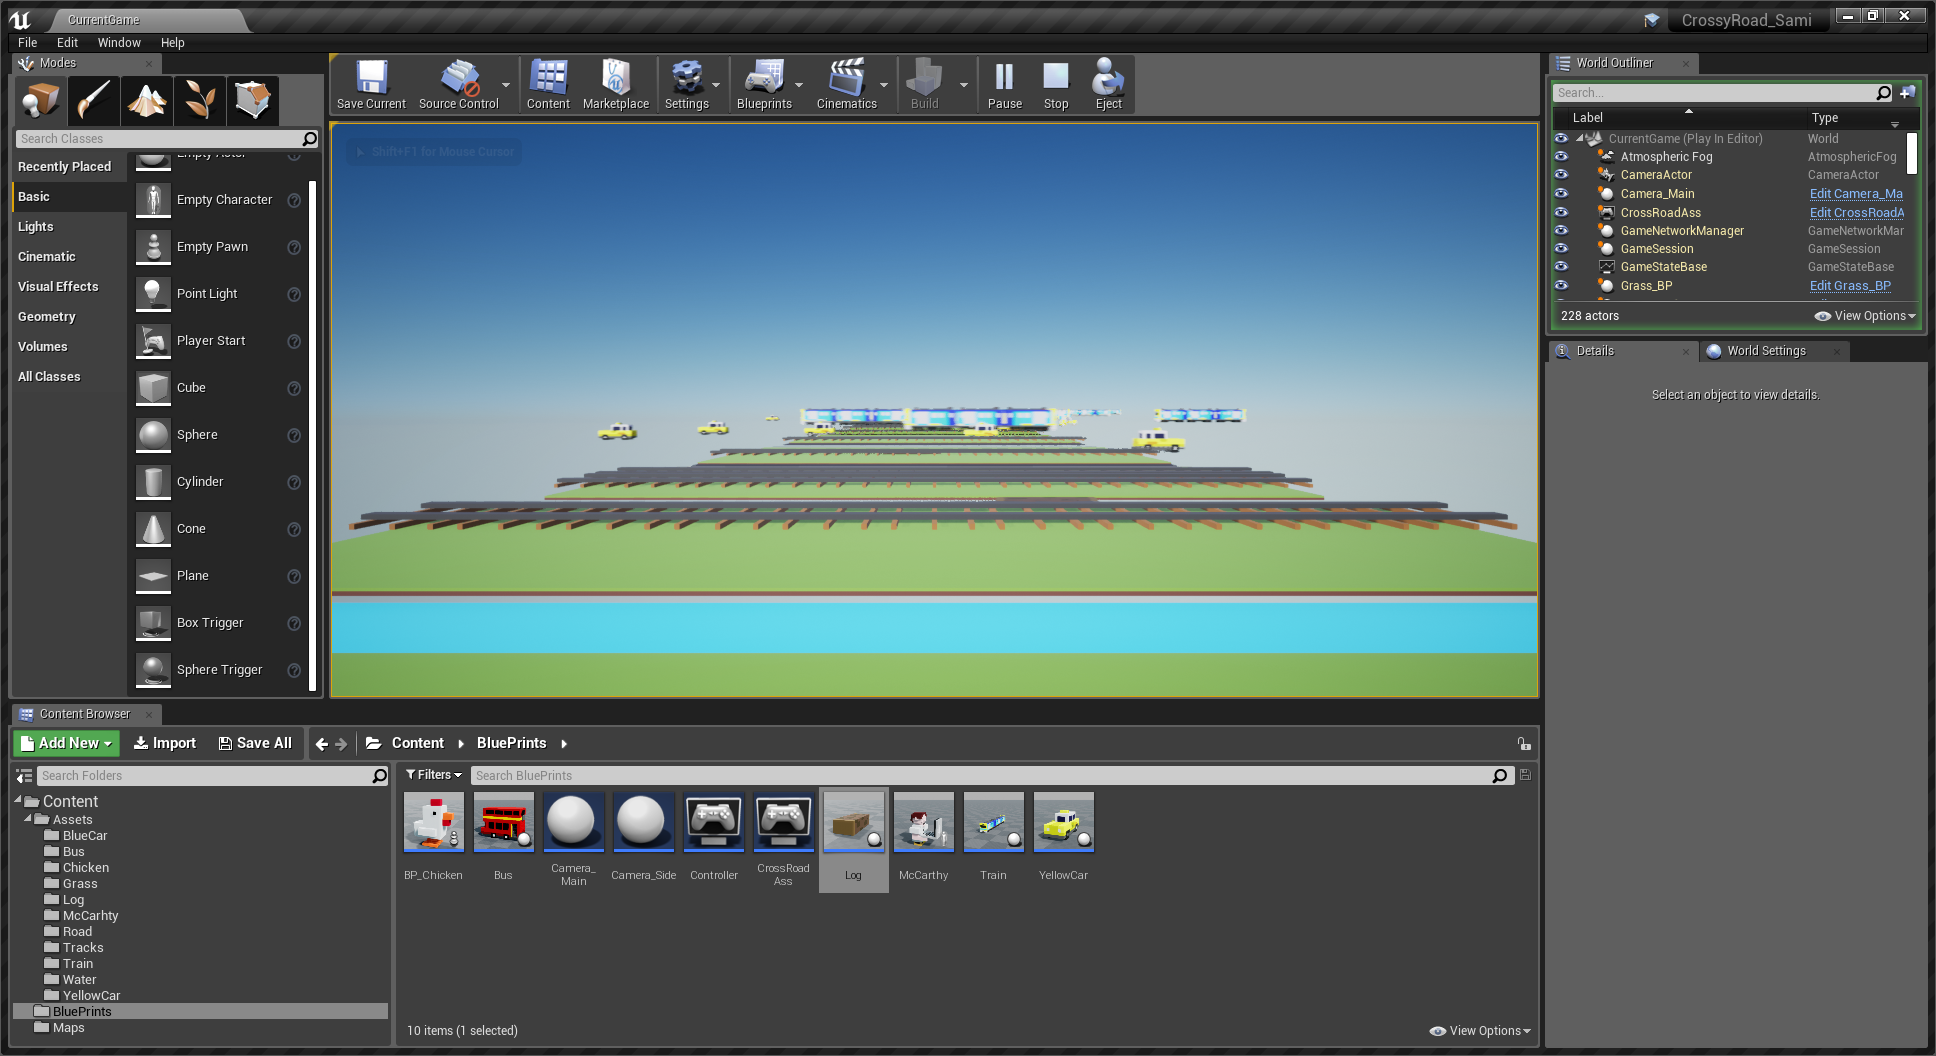 CurrentGame
CrossyRoad_Sami
File Edit Window Help
Modes
Search Classes
Recently Placed
Basic
Lights
Cinematic
Visual Effects
Geometry
Volumes
All Classes
Empty Actor
Empty Character
Empty Pawn
Point Light
Player Start
Cube
Sphere
Cylinder
Cone
Plane
Box Trigger
Sphere Trigger
Save Current
Source Control
Content
Marketplace
Settings
Blueprints
Cinematics
Build
Pause
Stop
Eject
Shift+F1 for Mouse Cursor
World Outliner
Search...
Label Type
CurrentGame (Play In Editor) World
Atmospheric Fog AtmosphericFog
CameraActor CameraActor
Camera_Main Edit Camera_Ma
CrossRoadAss Edit CrossRoadA
GameNetworkManager GameNetworkMar
GameSession GameSession
GameStateBase GameStateBase
Grass_BP Edit Grass_BP
228 actors View Options
Details
World Settings
Select an object to view details.
Content Browser
Add New Import Save All Content BluePrints
Search Folders
Content
Assets
BlueCar
Bus
Chicken
Grass
Log
McCarhty
Road
Tracks
Train
Water
YellowCar
BluePrints
Maps
Filters Search BluePrints
BP_Chicken
Bus
Camera_
Main
Camera_Side
Controller
CrossRoad
Ass
Log
McCarthy
Train
YellowCar
10 items (1 selected) View Options